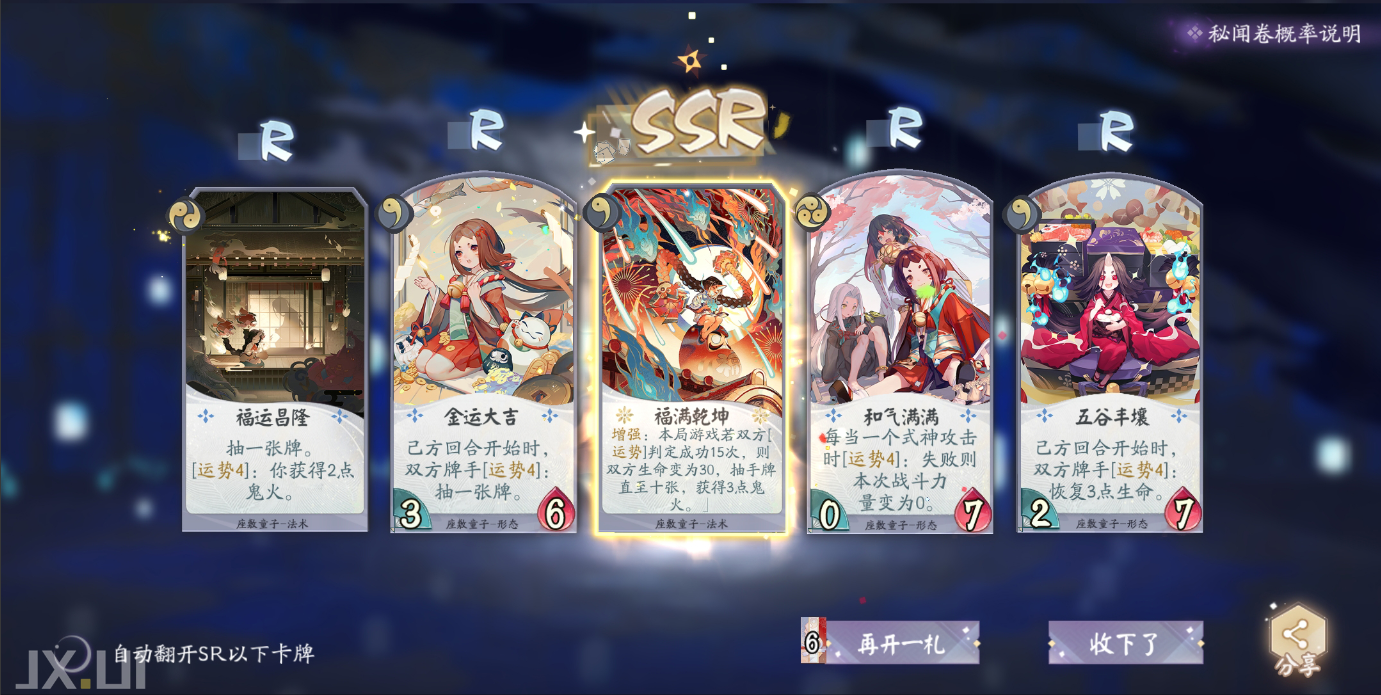 秘闻卷概率说明
R
R
SSR
R
R
福运昌隆
抽一张牌。
[运势4]：你获得2点
鬼火。
座敷童子-法术
金运大吉
己方回合开始时，
双方牌手[运势4]：
抽一张牌。
3
6
座敷童子-形态
福满乾坤
增强：本局游戏若双方[
运势]判定成功15次，则
双方生命变为30，抽手牌
直至十张，获得3点鬼
火。
座敷童子-法术
和气满满
每当一个式神攻击
时[运势4]：失败则
本次战斗力
量变为0。
0
7
座敷童子-形态
五谷丰壤
己方回合开始时，
双方牌手[运势4]：
恢复3点生命。
2
7
座敷童子-形态
自动翻开SR以下卡牌
6
再开一札
收下了
分享
JX.UI